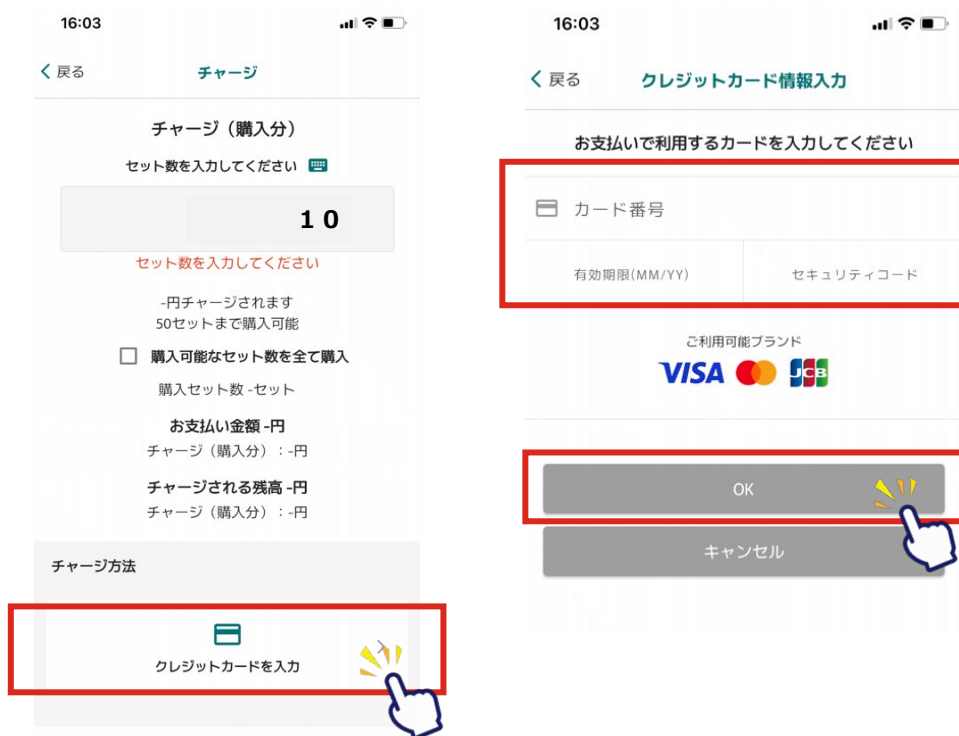 16:03
戻る
チャージ
チャージ（購入分）
セット数を入力してください
１０
セット数を入力してください
-円チャージされます
50セットまで購入可能
購入可能なセット数を全て購入
購入セット数 -セット
お支払い金額 -円
チャージ（購入分）：-円
チャージされる残高 -円
チャージ（購入分）：-円
チャージ方法
クレジットカードを入力
16:03
戻る
クレジットカード情報入力
お支払いで利用するカードを入力してください
カード番号
有効期限(MM/YY)
セキュリティコード
ご利用可能ブランド
VISA
JCB
OK
キャンセル